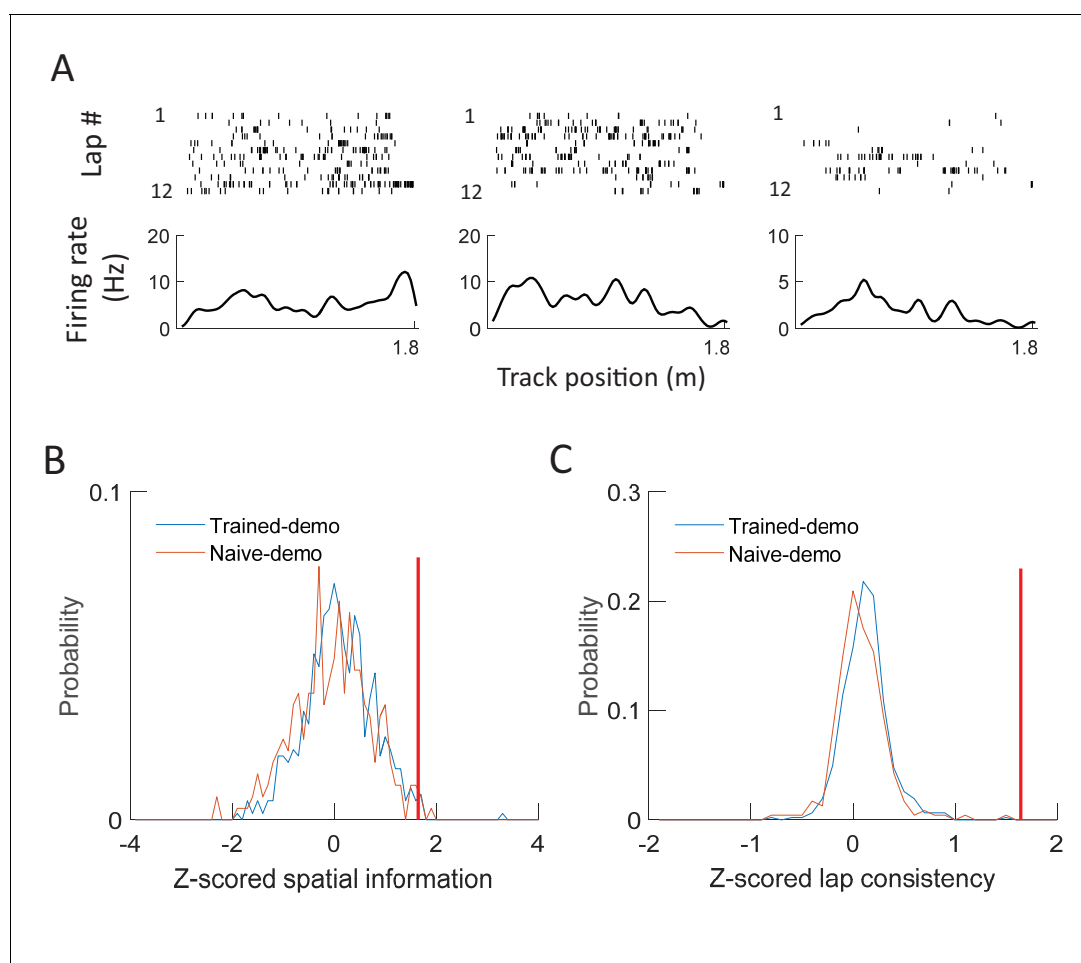 A
Lap #
1
12
1
12
1
12
Firing rate
(Hz)
20
10
0
1.8
20
10
0
1.8
10
5
0
1.8
Track position (m)
B
0.1
0
Probability
Trained-demo
Naive-demo
-4
-2
0
2
4
Z-scored spatial information
C
0.3
0.2
0.1
0
Probability
Trained-demo
Naive-demo
-2
-1
0
1
2
Z-scored lap consistency